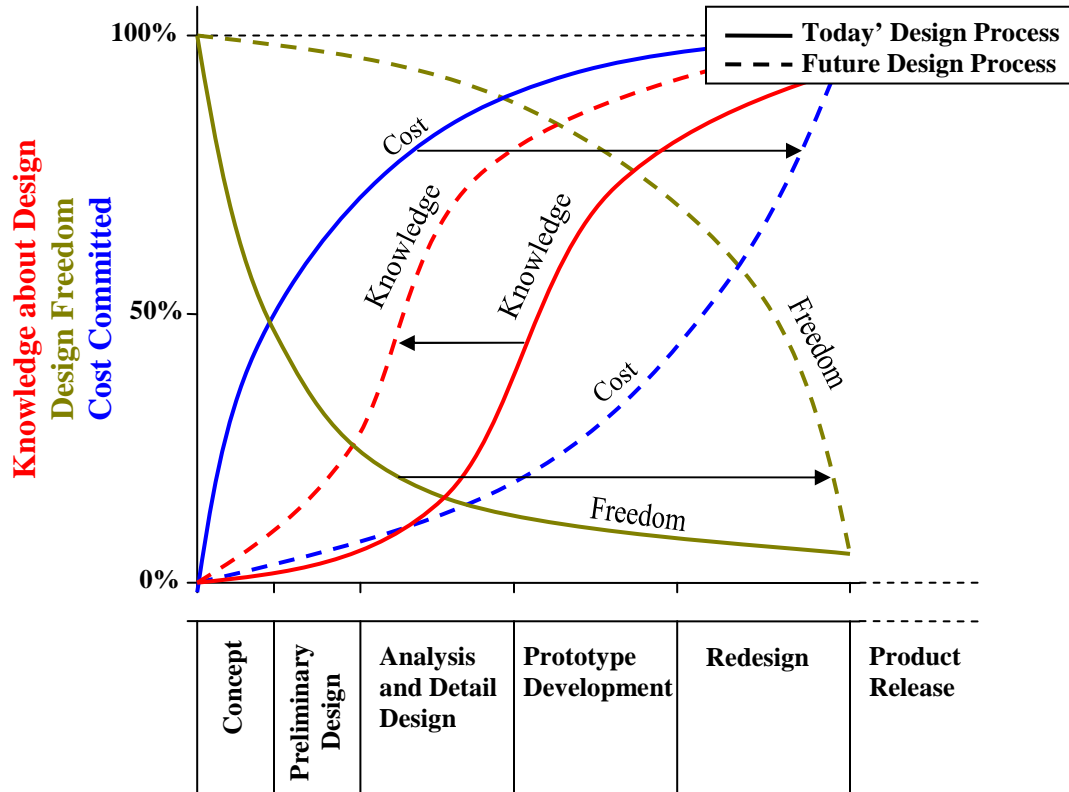 100%
Today' Design Process
Future Design Process
Knowledge about Design
Design Freedom
Cost Committed
Cost
Knowledge
Knowledge
50%
Freedom
Cost
Freedom
0%
Concept
Preliminary
Design
Analysis
and Detail
Design
Prototype
Development
Redesign
Product
Release